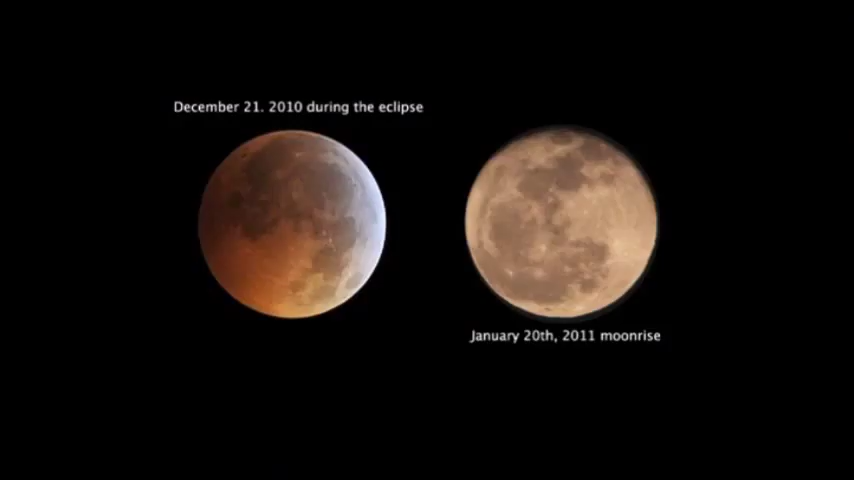 December 21. 2010 during the eclipse
January 20th, 2011 moonrise